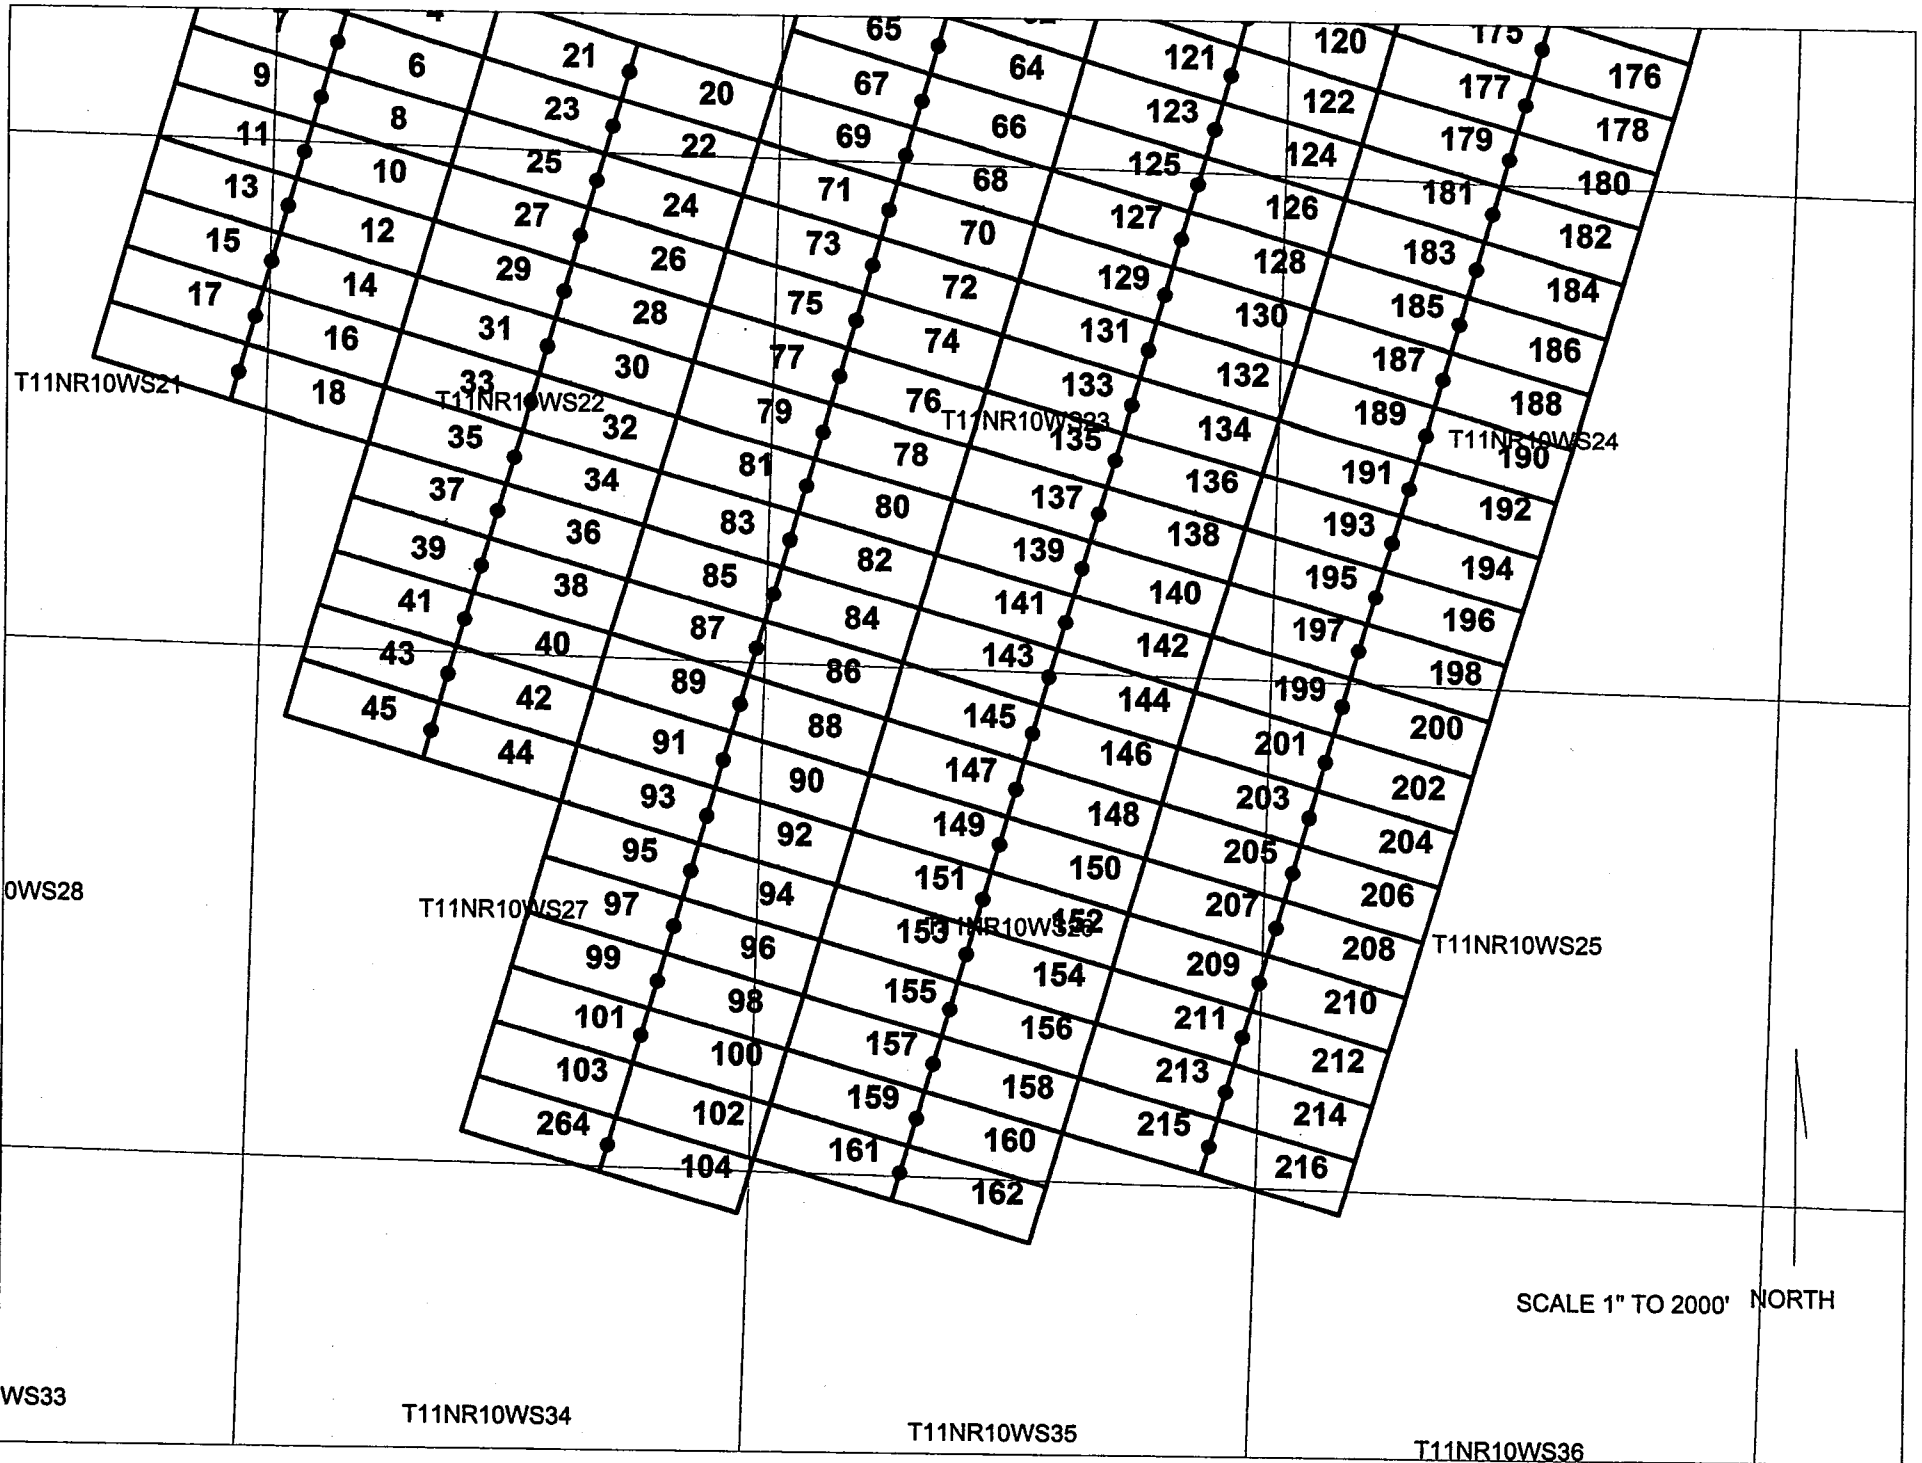 7 4 65 62 120 175
9 6 21 20 67 64 121 122 177 176
11 8 23 22 69 66 123 124 179 178
13 10 25 24 71 68 125 126 181 180
15 12 27 26 73 70 127 128 183 182
17 14 29 28 75 72 129 130 185 184
16 31 30 77 74 131 132 187 186
T11NR10WS21 18 33 T11NR10WS22 32 79 76 T11NR10WS23 133 134 189 188
35 34 81 78 135 136 191 190 T11NR10WS24
37 36 83 80 137 138 193 192
39 38 85 82 139 140 195 194
41 40 87 84 141 142 197 196
43 42 89 86 143 144 199 198
45 44 91 88 145 146 201 200
93 90 147 148 203 202
95 92 149 150 205 204
0WS28 T11NR10WS27 97 94 151 152 207 206
99 96 153 T11NR10WS26 154 209 208 T11NR10WS25
101 98 155 156 211 210
103 100 157 158 213 212
264 102 159 160 215 214
104 161 162 216
SCALE 1" TO 2000' NORTH
WS33 T11NR10WS34 T11NR10WS35 T11NR10WS36